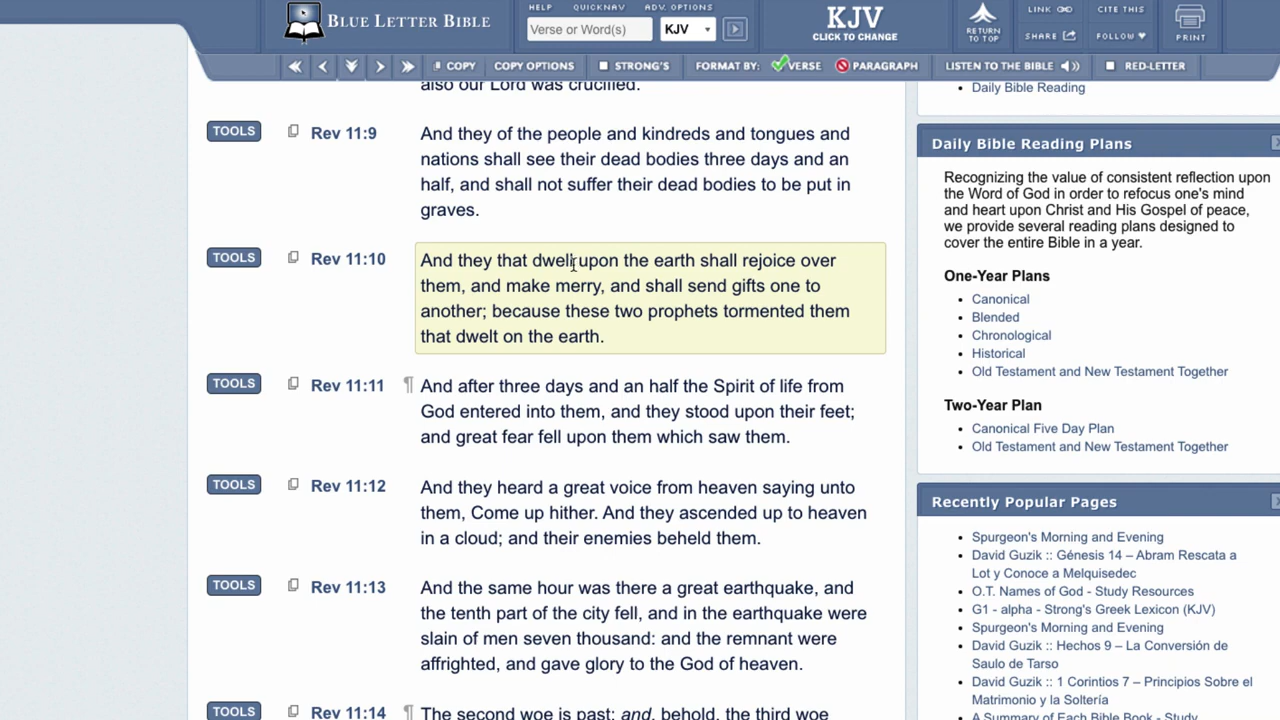 BLUE LETTER BIBLE
HELP QUICKNAV ADV. OPTIONS
Verse or Word(s) KJV
KJV
CLICK TO CHANGE
RETURN
TO TOP
LINK CITE THIS
SHARE FOLLOW
PRINT
COPY COPY OPTIONS STRONG'S FORMAT BY: VERSE PARAGRAPH LISTEN TO THE BIBLE RED-LETTER
also our Lord was crucified.
TOOLS Rev 11:9 And they of the people and kindreds and tongues and
nations shall see their dead bodies three days and an
half, and shall not suffer their dead bodies to be put in
graves.
TOOLS Rev 11:10 And they that dwell upon the earth shall rejoice over
them, and make merry, and shall send gifts one to
another; because these two prophets tormented them
that dwelt on the earth.
TOOLS Rev 11:11 ¶ And after three days and an half the Spirit of life from
God entered into them, and they stood upon their feet;
and great fear fell upon them which saw them.
TOOLS Rev 11:12 And they heard a great voice from heaven saying unto
them, Come up hither. And they ascended up to heaven
in a cloud; and their enemies beheld them.
TOOLS Rev 11:13 And the same hour was there a great earthquake, and
the tenth part of the city fell, and in the earthquake were
slain of men seven thousand: and the remnant were
affrighted, and gave glory to the God of heaven.
TOOLS Rev 11:14 ¶ The second woe is past; and, behold, the third woe
Daily Bible Reading
Daily Bible Reading Plans
Recognizing the value of consistent reflection upon
the Word of God in order to refocus one's mind
and heart upon Christ and His Gospel of peace,
we provide several reading plans designed to
cover the entire Bible in a year.
One-Year Plans
Canonical
Blended
Chronological
Historical
Old Testament and New Testament Together
Two-Year Plan
Canonical Five Day Plan
Old Testament and New Testament Together
Recently Popular Pages
Spurgeon's Morning and Evening
David Guzik :: Génesis 14 – Abram Rescata a
Lot y Conoce a Melquisedec
O.T. Names of God - Study Resources
G1 - alpha - Strong's Greek Lexicon (KJV)
Spurgeon's Morning and Evening
David Guzik :: Hechos 9 – La Conversión de
Saulo de Tarso
David Guzik :: 1 Corintios 7 – Principios Sobre el
Matrimonio y la Soltería
A Summary of Each Bible Book - Study